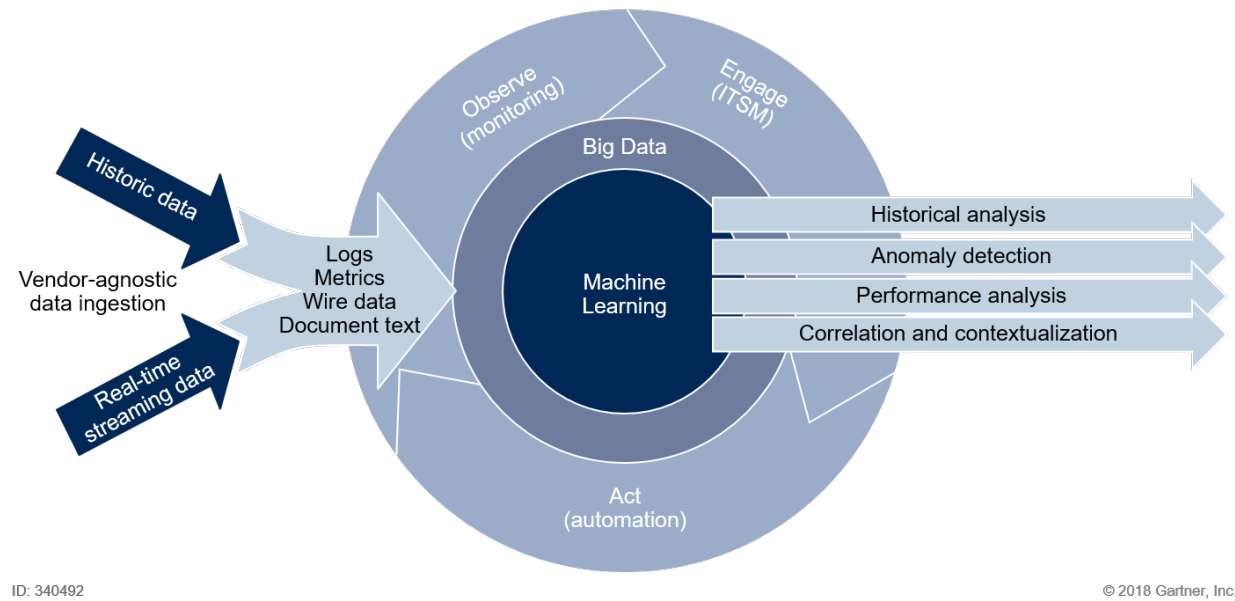 Observe
(monitoring)
Engage
(ITSM)
Big Data
Historic data
Vendor-agnostic
data ingestion
Real-time
streaming data
Logs
Metrics
Wire data
Document text
Machine
Learning
Historical analysis
Anomaly detection
Performance analysis
Correlation and contextualization
Act
(automation)
ID: 340492
© 2018 Gartner, Inc.